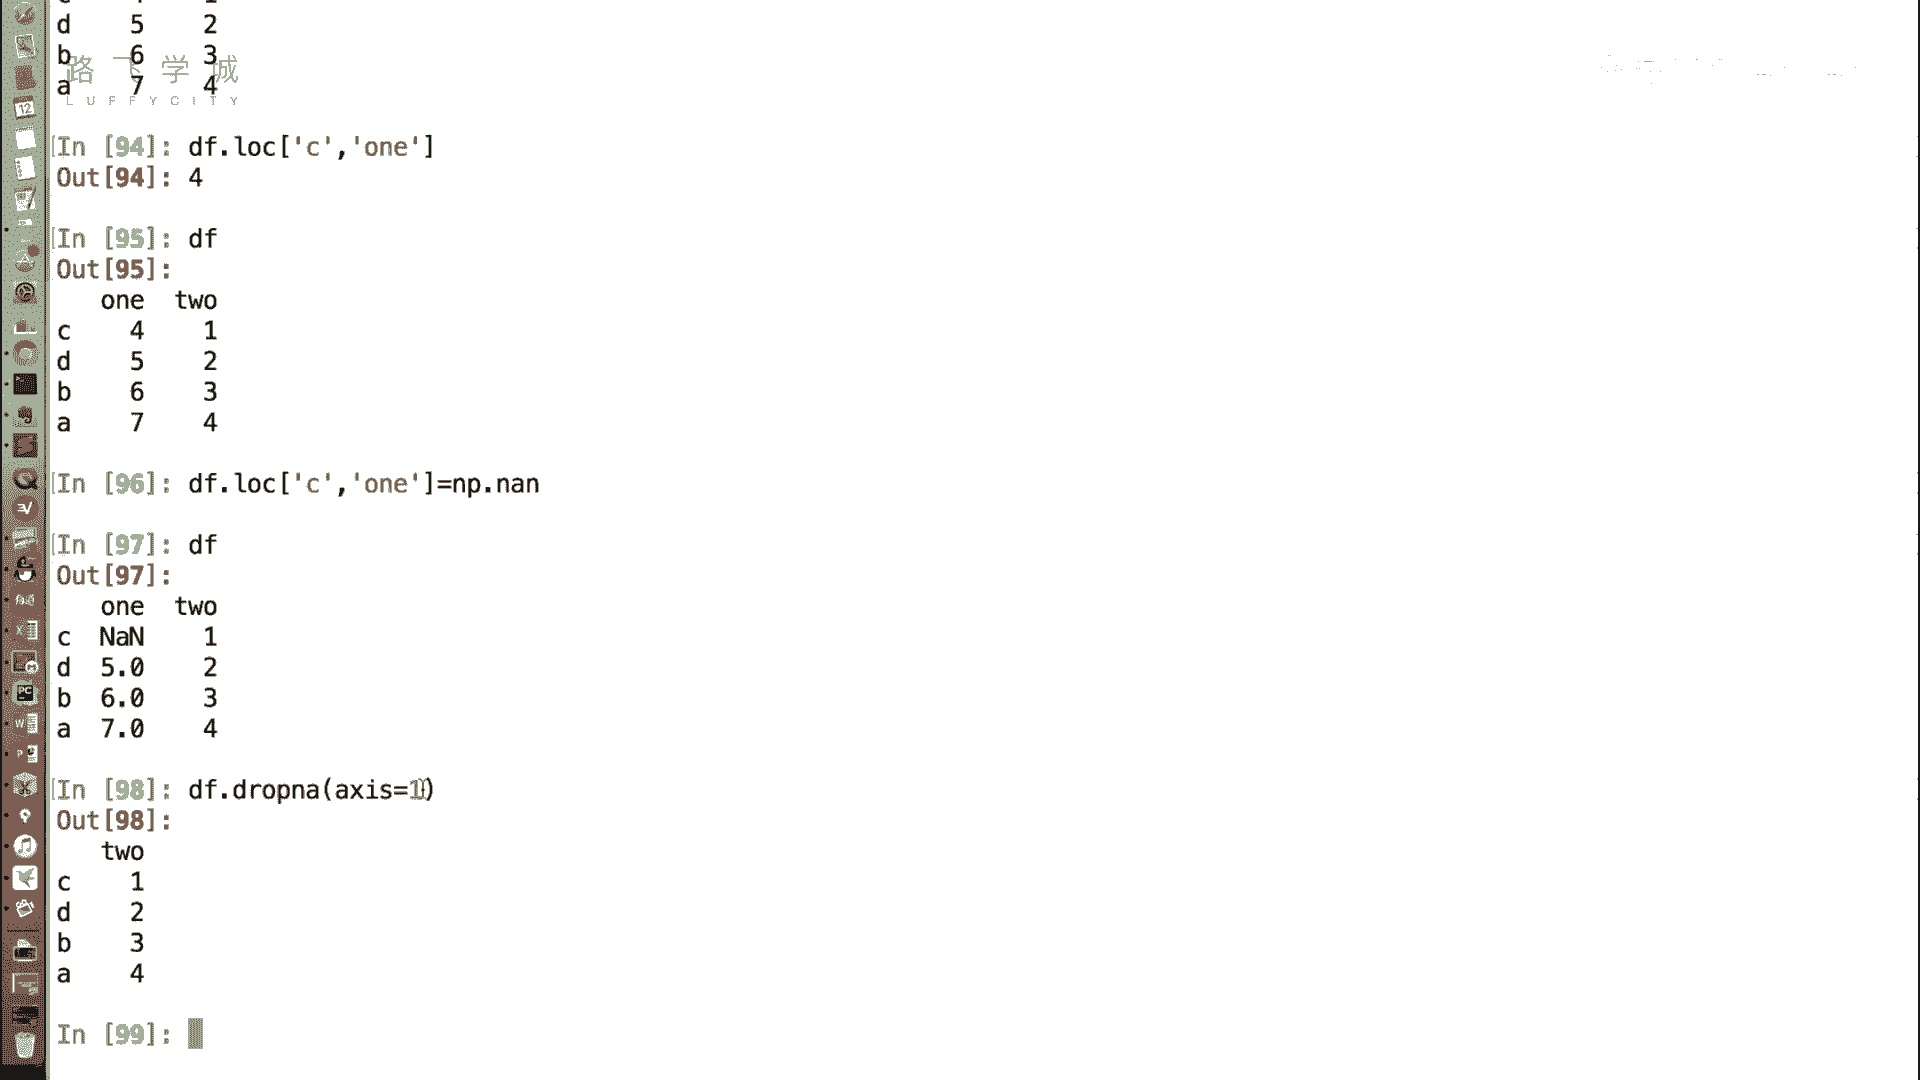 d     5    2
b     6    3
a     7    4
路飞学城
LUFFYCITY
In [94]: df.loc['c','one']
Out[94]: 4
In [95]: df
Out[95]:
   one  two
c    4    1
d    5    2
b    6    3
a    7    4
In [96]: df.loc['c','one']=np.nan
In [97]: df
Out[97]:
   one  two
c  NaN    1
d  5.0    2
b  6.0    3
a  7.0    4
In [98]: df.dropna(axis=1)
Out[98]:
   two
c    1
d    2
b    3
a    4
In [99]: